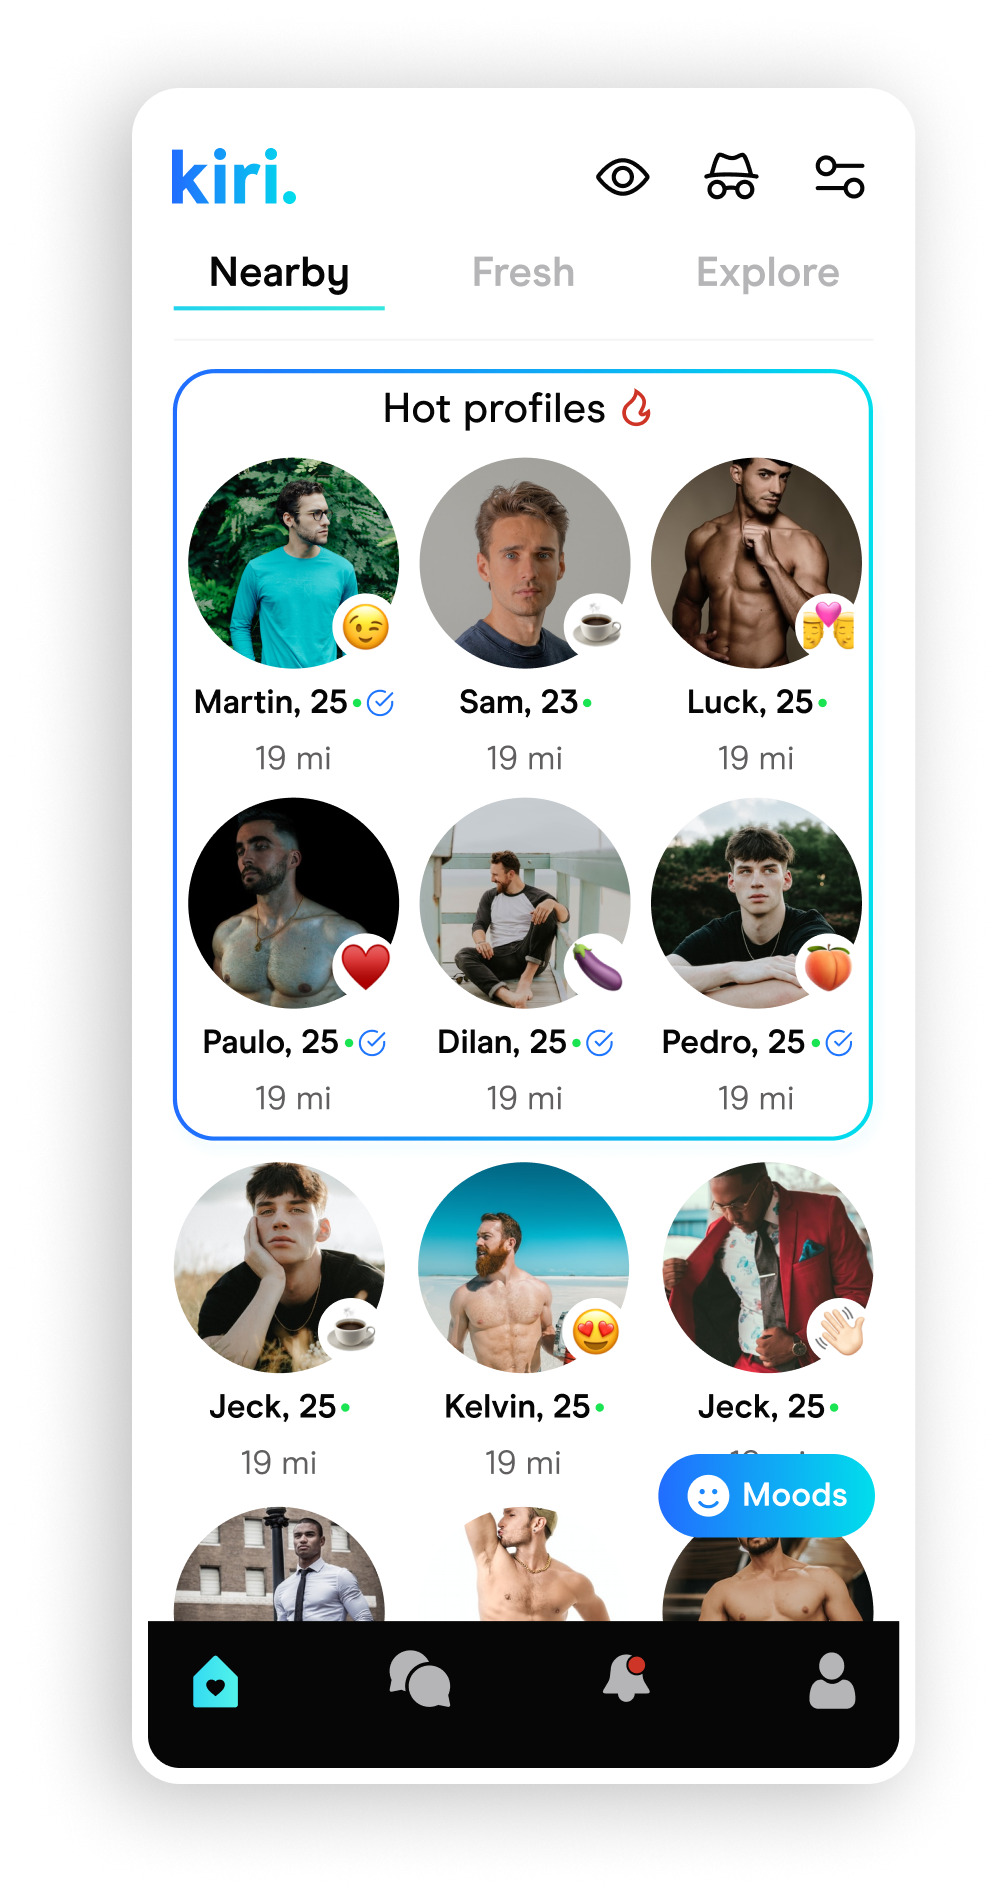 kiri.
Nearby Fresh Explore
Hot profiles
Martin, 25 Sam, 23 Luck, 25
19 mi 19 mi 19 mi
Paulo, 25 Dilan, 25 Pedro, 25
19 mi 19 mi 19 mi
Jeck, 25 Kelvin, 25 Jeck, 25
19 mi 19 mi
Moods